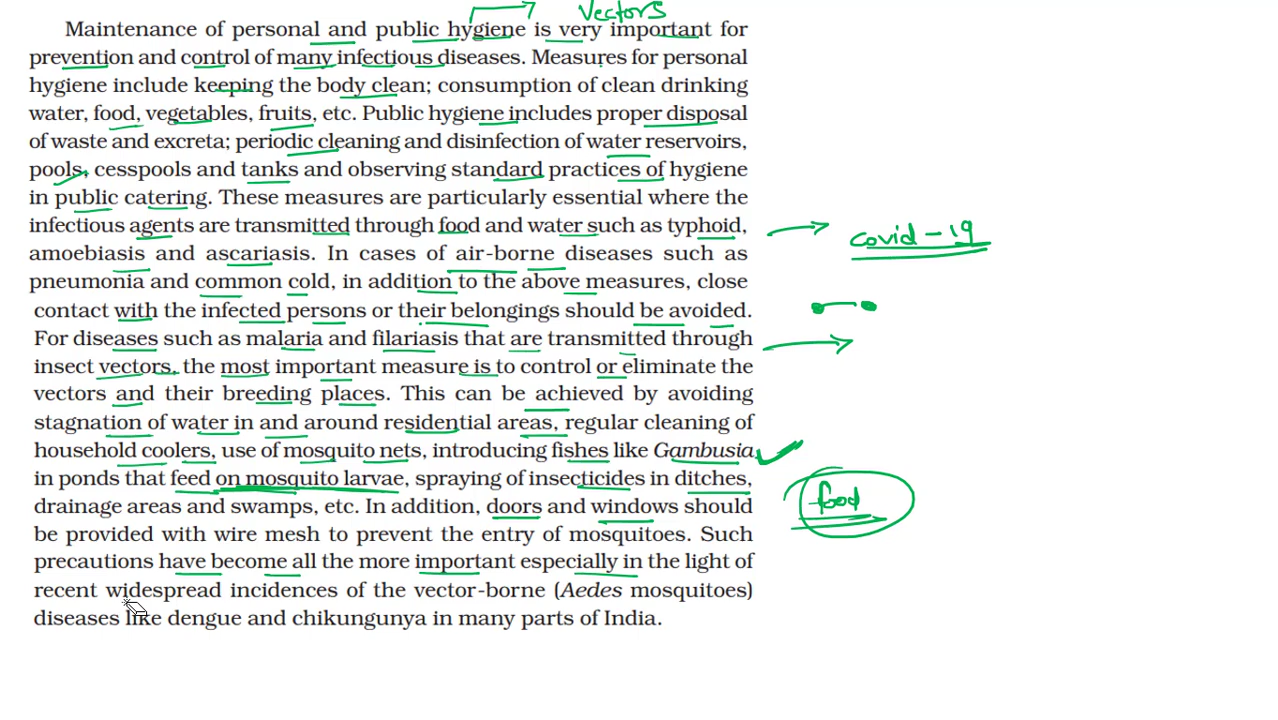 Vectors
Maintenance of personal and public hygiene is very important for
prevention and control of many infectious diseases. Measures for personal
hygiene include keeping the body clean; consumption of clean drinking
water, food, vegetables, fruits, etc. Public hygiene includes proper disposal
of waste and excreta; periodic cleaning and disinfection of water reservoirs,
pools, cesspools and tanks and observing standard practices of hygiene
in public catering. These measures are particularly essential where the
infectious agents are transmitted through food and water such as typhoid,
covid-19
amoebiasis and ascariasis. In cases of air-borne diseases such as
pneumonia and common cold, in addition to the above measures, close
contact with the infected persons or their belongings should be avoided.
For diseases such as malaria and filariasis that are transmitted through
insect vectors, the most important measure is to control or eliminate the
vectors and their breeding places. This can be achieved by avoiding
stagnation of water in and around residential areas, regular cleaning of
household coolers, use of mosquito nets, introducing fishes like Gambusia
in ponds that feed on mosquito larvae, spraying of insecticides in ditches,
food
drainage areas and swamps, etc. In addition, doors and windows should
be provided with wire mesh to prevent the entry of mosquitoes. Such
precautions have become all the more important especially in the light of
recent widespread incidences of the vector-borne (Aedes mosquitoes)
diseases like dengue and chikungunya in many parts of India.